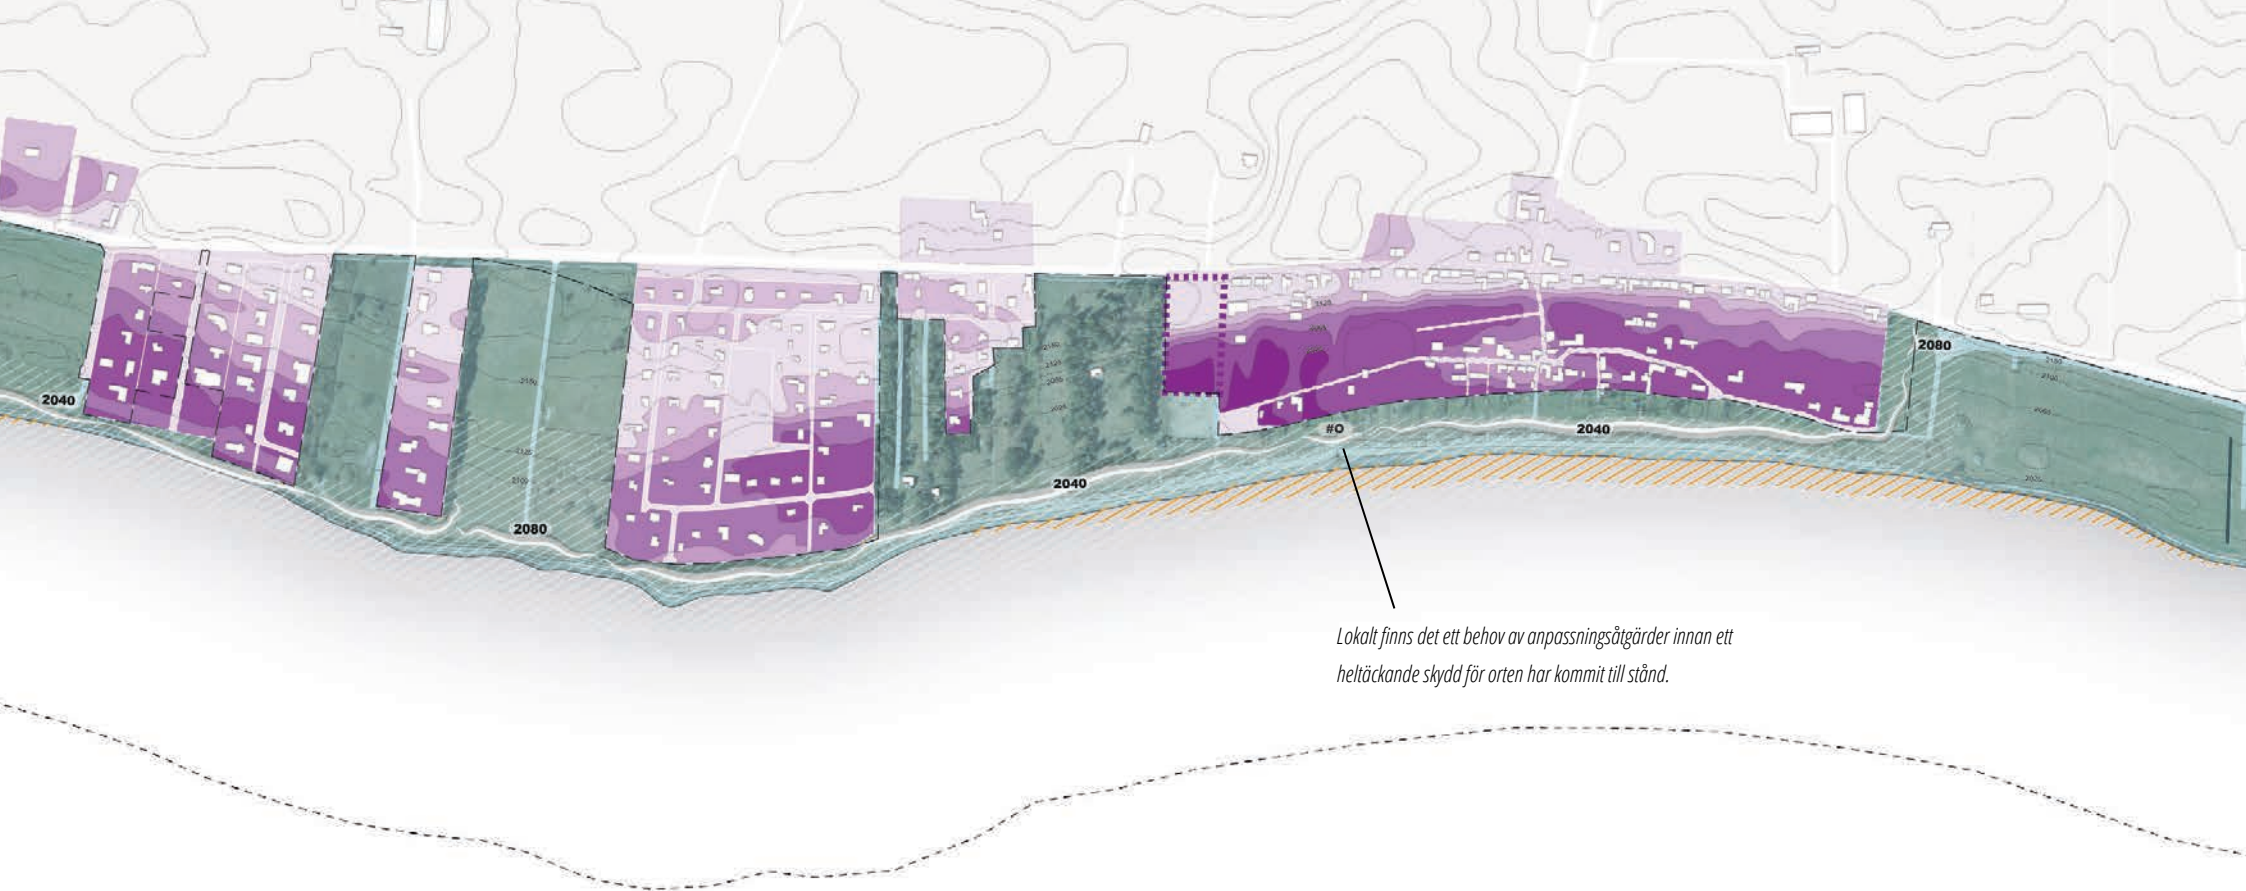 2080
2040
#O
2040
2040
2080
Lokalt finns det ett behov av anpassningsåtgärder innan ett
heltäckande skydd för orten har kommit till stånd.